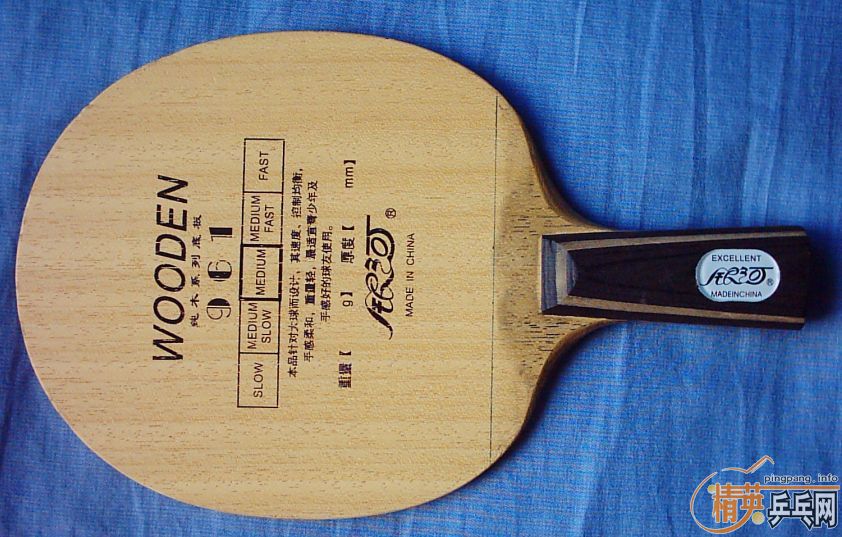 WOODEN
纯木系列底板
961
SLOW MEDIUM SLOW MEDIUM MEDIUM FAST FAST
本品针对大球而设计，其速度、控制均衡，
手感柔和，重量轻，最适宜青少年及
手感好的球友使用。
重量【 g】 厚度【 mm】
®
MADE IN CHINA
EXCELLENT
MADEINCHINA
pingpang.info
精英乒乓网